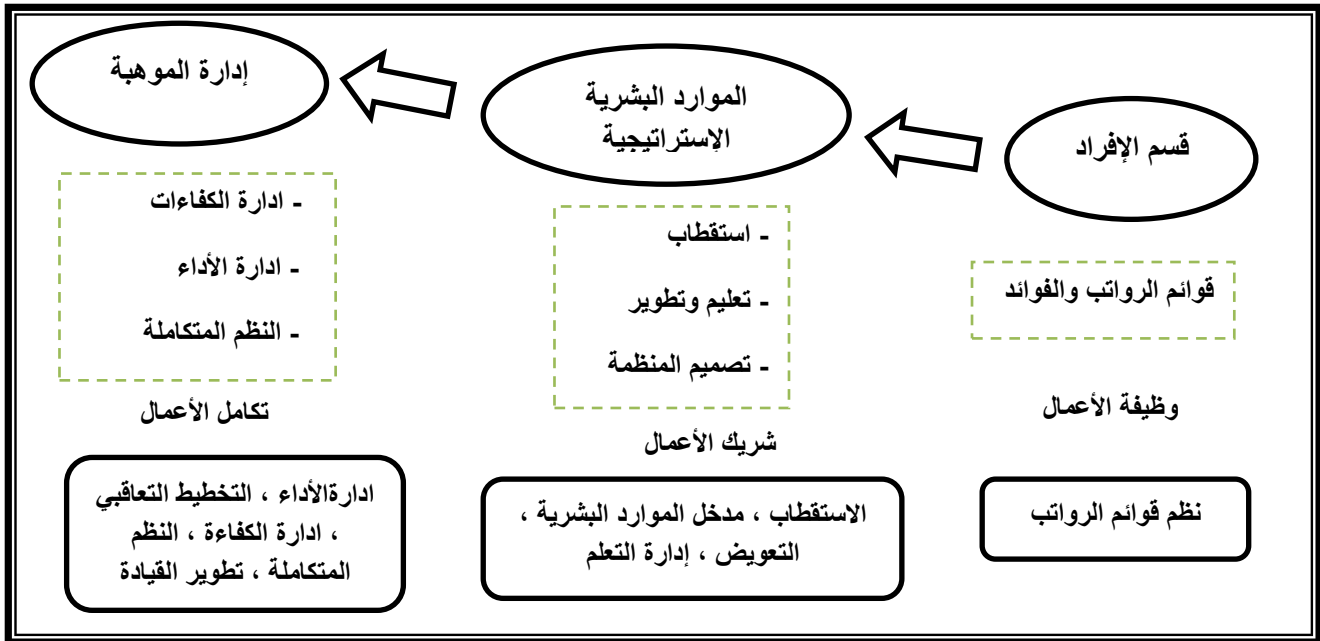 قسم الإفراد
قوائم الرواتب والفوائد
وظيفة الأعمال
نظم قوائم الرواتب
الموارد البشرية
الإستراتيجية
- استقطاب
- تعليم وتطوير
- تصميم المنظمة
شريك الأعمال
الاستقطاب ، مدخل الموارد البشرية ،
التعويض ، إدارة التعلم
إدارة الموهبة
- ادارة الكفاءات
- ادارة الأداء
- النظم المتكاملة
تكامل الأعمال
ادارةالأداء ، التخطيط التعاقبي
، ادارة الكفاءة ، النظم
المتكاملة ، تطوير القيادة